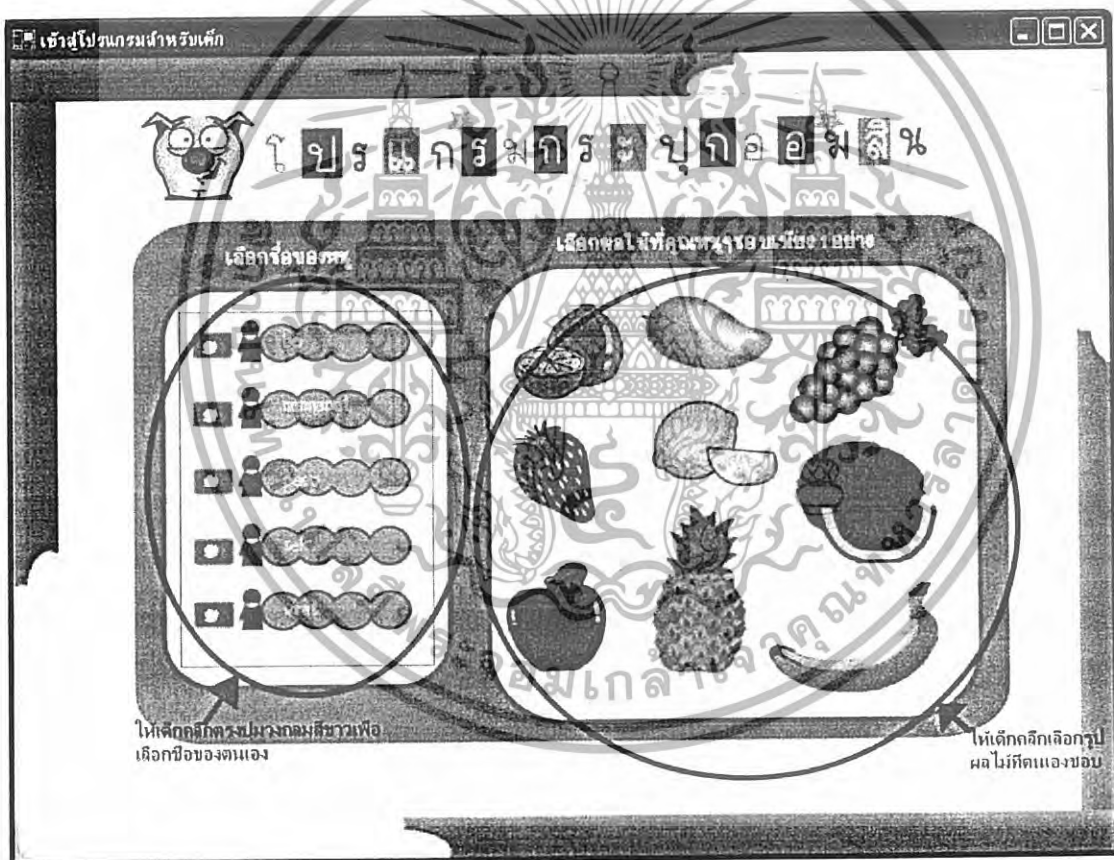 เข้าสู่โปรแกรมสำหรับเด็ก
โปรแกรมกระปุกออมสิน
เลือกชื่อของหนู
เลือกผลไม้ที่คุณหนูๆชอบเพียง 1 อย่าง
ให้เด็กคลิกตรงปุ่มวงกลมสีขาวเพื่อ
เลือกชื่อของตนเอง
ให้เด็กคลิกเลือกรูป
ผลไม้ที่ตนเองชอบ